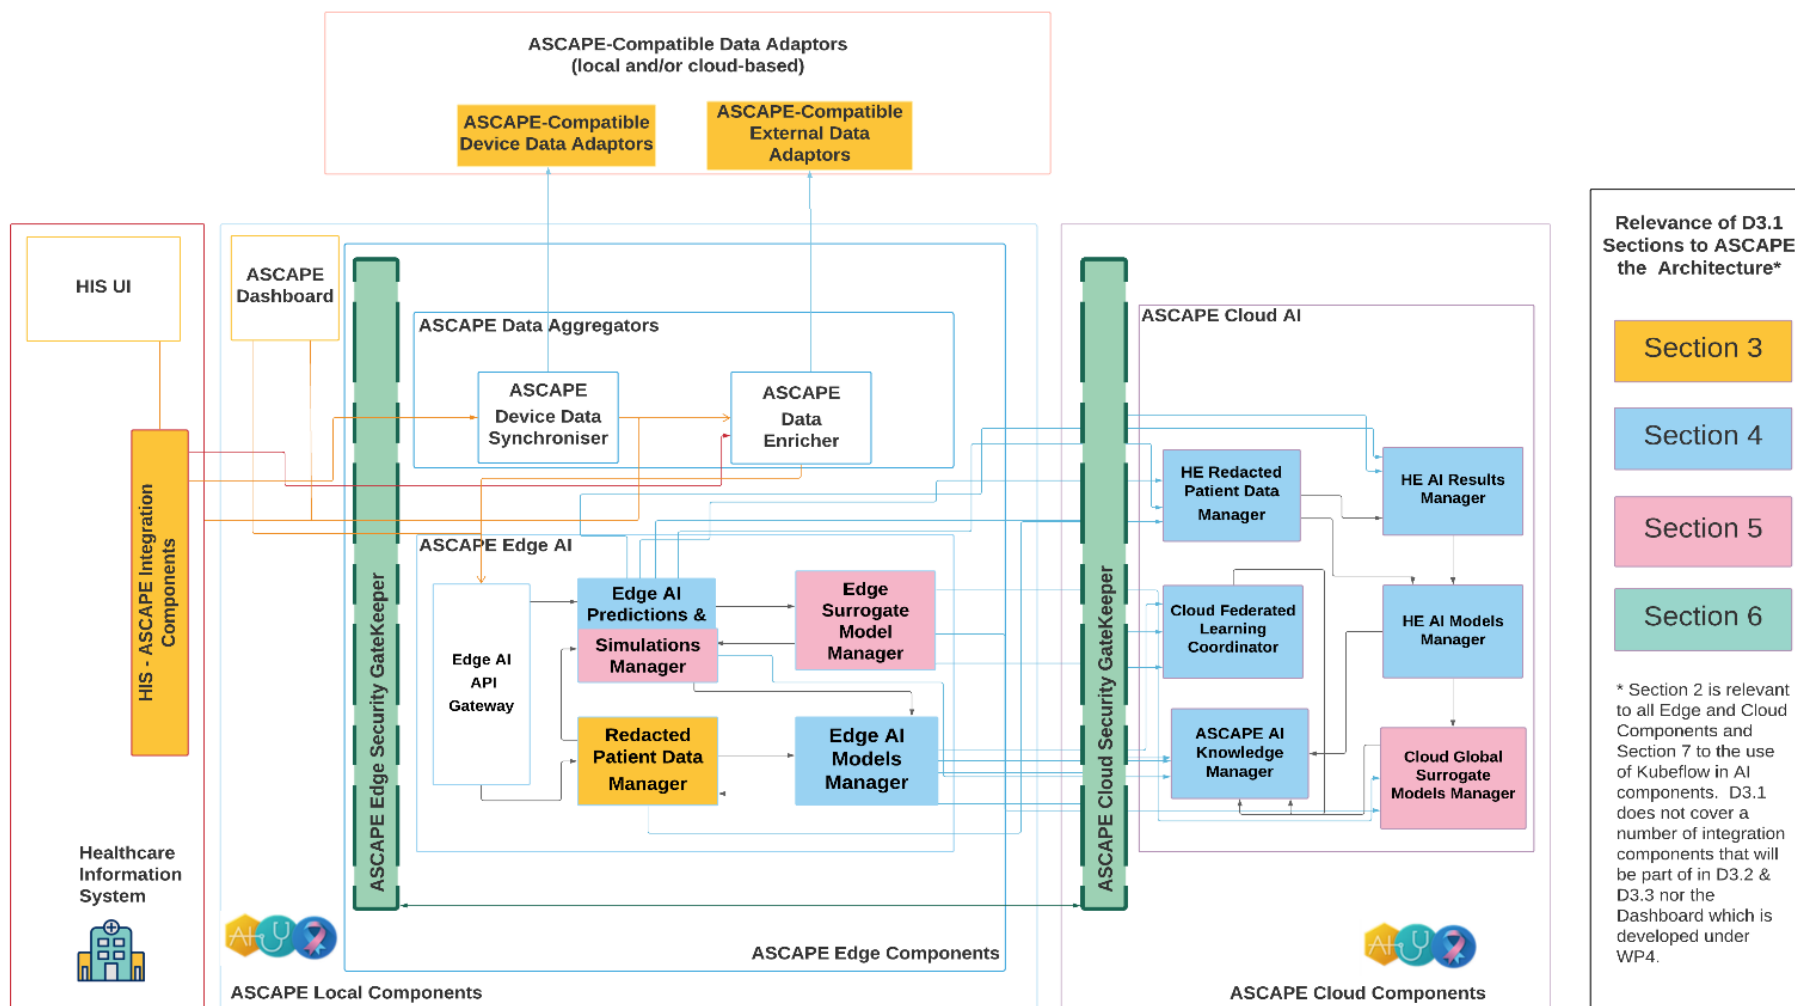 ASCAPE-Compatible Data Adaptors
(local and/or cloud-based)
ASCAPE-Compatible
Device Data Adaptors
ASCAPE-Compatible
External Data
Adaptors
HIS UI
HIS - ASCAPE Integration
Components
Healthcare
Information
System
ASCAPE
Dashboard
ASCAPE Edge Security GateKeeper
ASCAPE Data Aggregators
ASCAPE
Device Data
Synchroniser
ASCAPE
Data
Enricher
ASCAPE Edge AI
Edge AI
API
Gateway
Edge AI
Predictions &
Simulations
Manager
Edge
Surrogate
Model
Manager
Redacted
Patient Data
Manager
Edge AI
Models
Manager
AI
ASCAPE Edge Components
ASCAPE Local Components
ASCAPE Cloud Security GateKeeper
ASCAPE Cloud AI
HE Redacted
Patient Data
Manager
HE AI Results
Manager
Cloud Federated
Learning
Coordinator
HE AI Models
Manager
ASCAPE AI
Knowledge
Manager
Cloud Global
Surrogate
Models Manager
AI
ASCAPE Cloud Components
Relevance of D3.1
Sections to ASCAPE
the Architecture*
Section 3
Section 4
Section 5
Section 6
* Section 2 is relevant
to all Edge and Cloud
Components and
Section 7 to the use
of Kubeflow in AI
components. D3.1
does not cover a
number of integration
components that will
be part of in D3.2 &
D3.3 nor the
Dashboard which is
developed under
WP4.